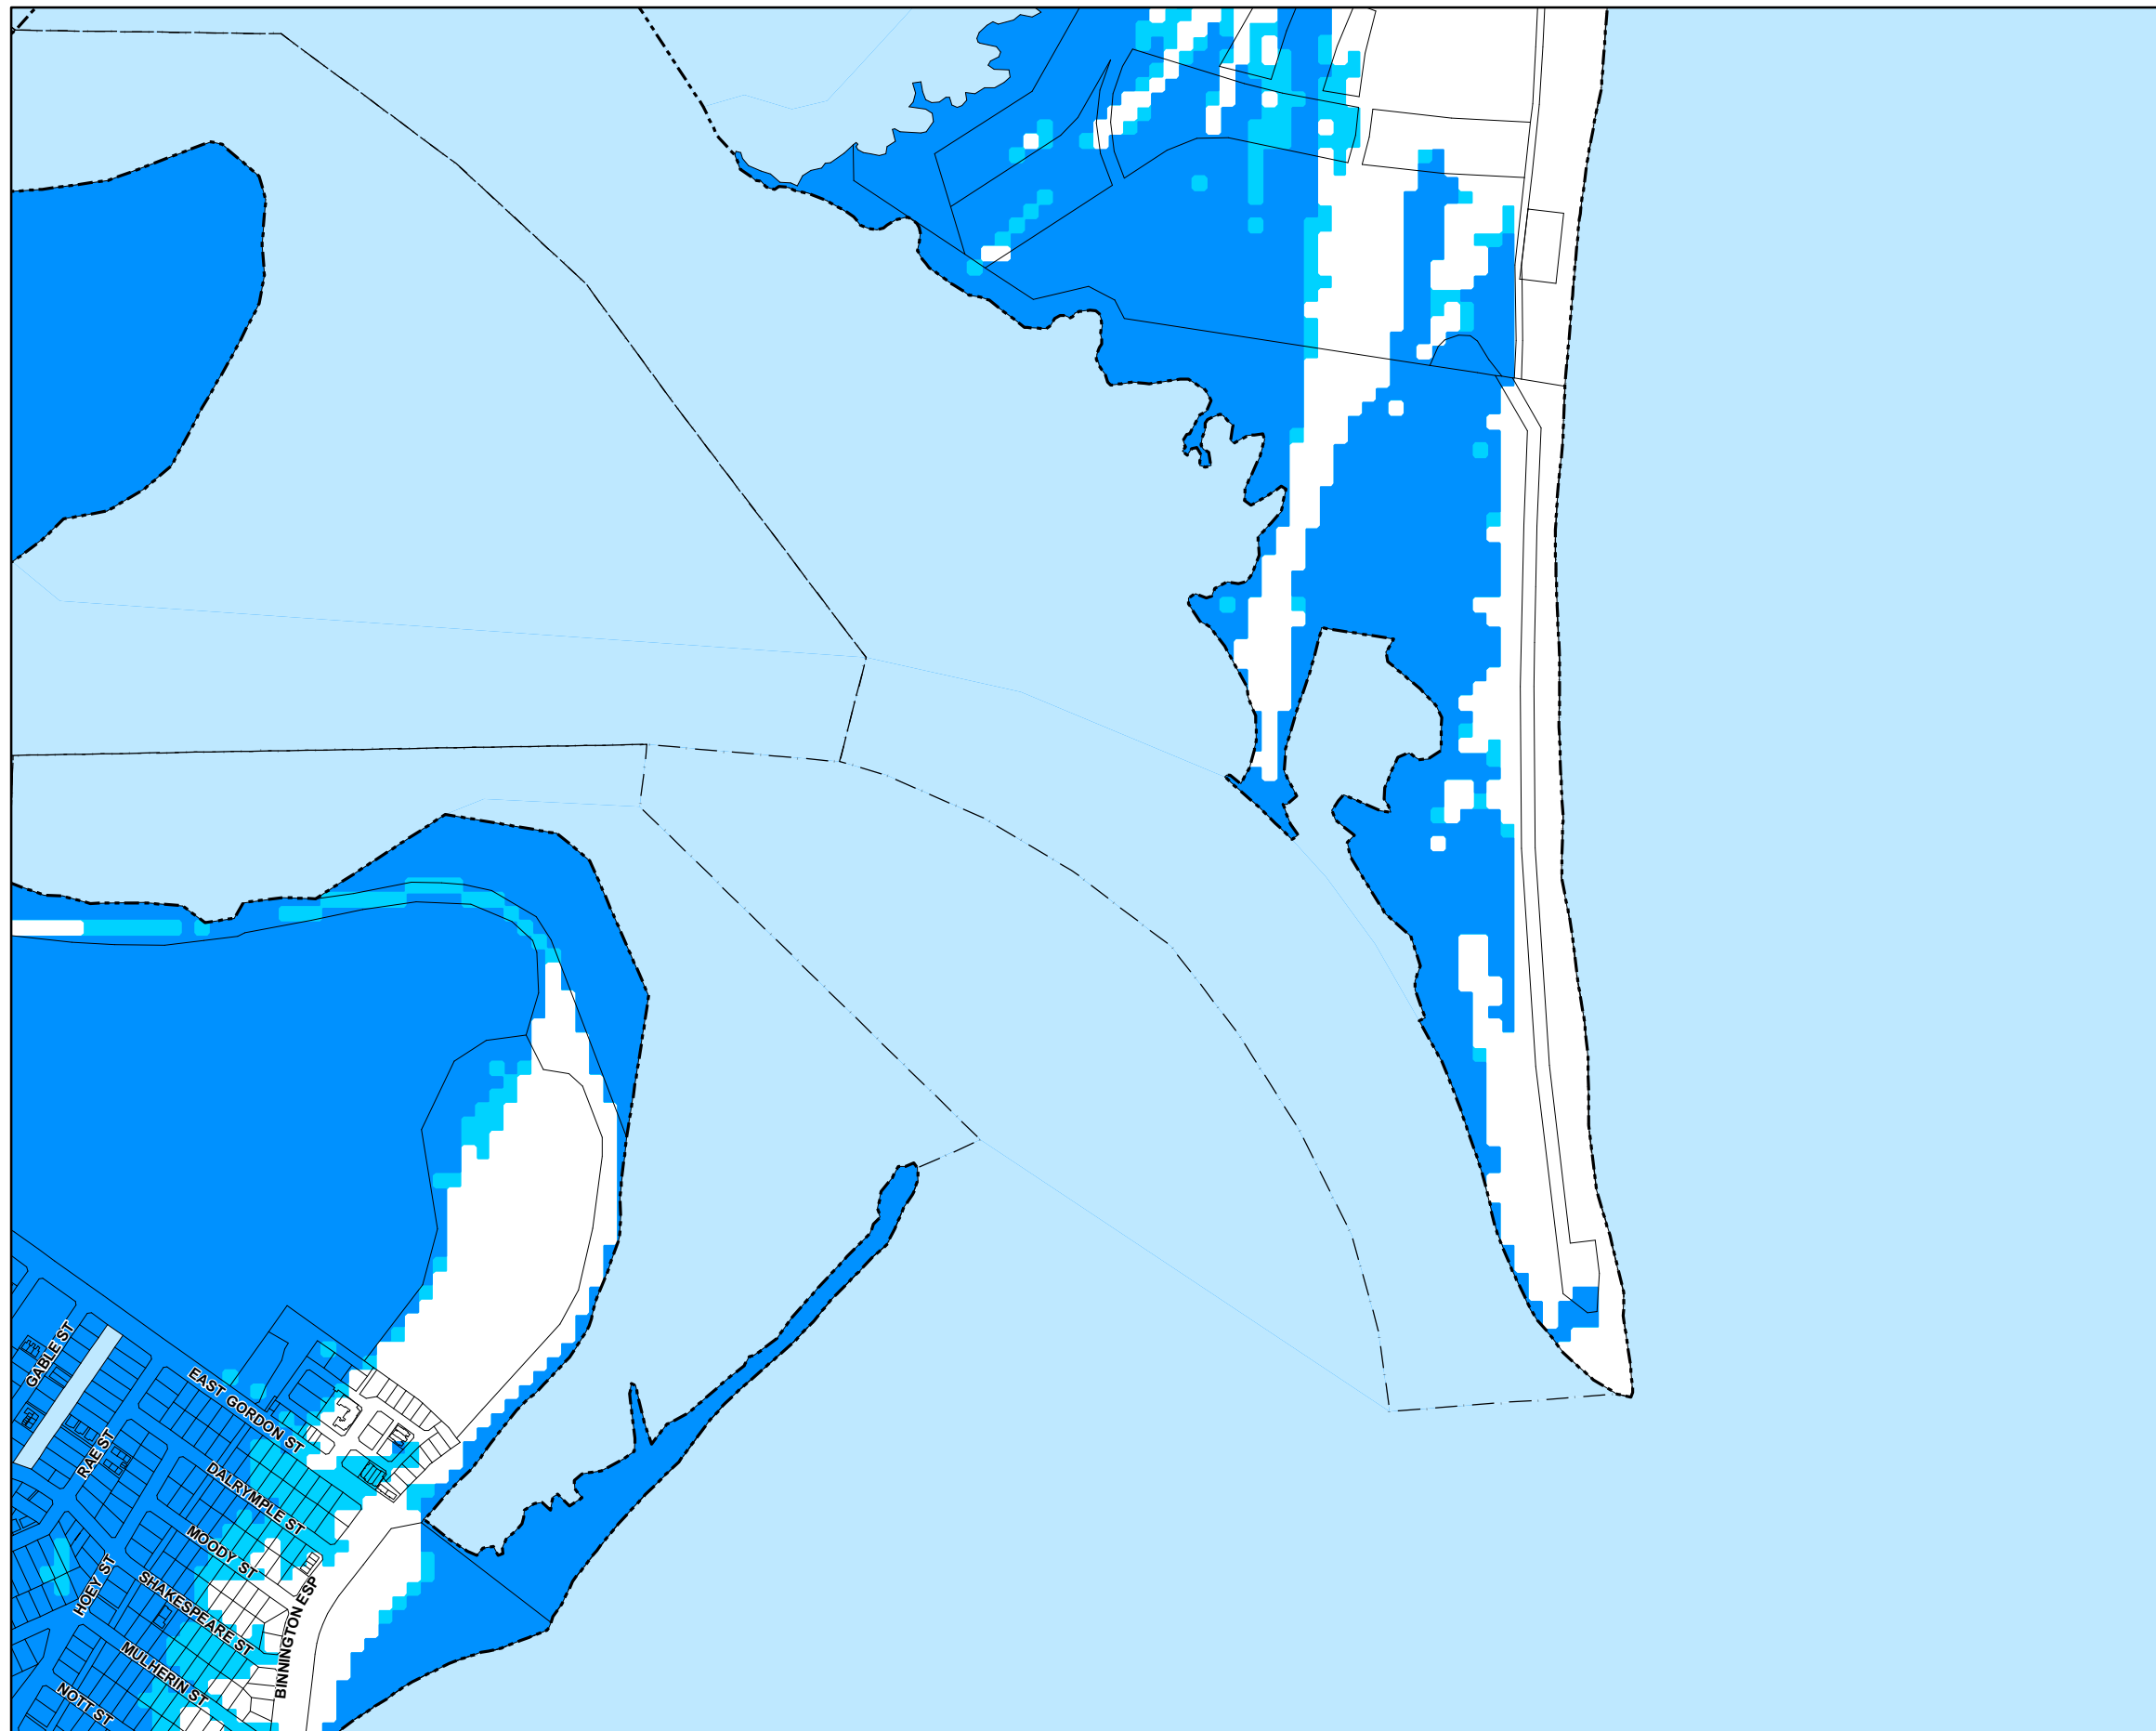 GABLE ST
EAST GORDON ST
RAE ST
DALRYMPLE ST
MOODY ST
HOEY ST
SHAKESPEARE ST
BINNINGTON ESP
MULHERIN ST
NOTT ST